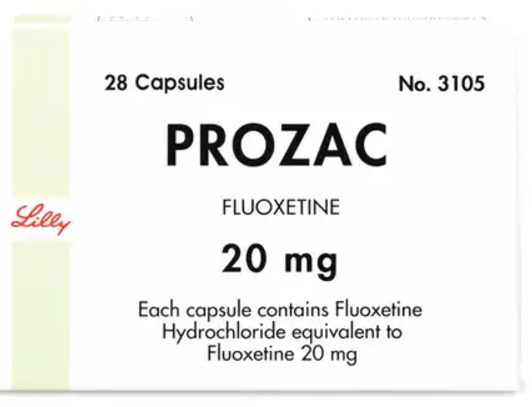 28 Capsules
No. 3105
PROZAC
FLUOXETINE
20 mg
Lilly
Each capsule contains Fluoxetine
Hydrochloride equivalent to
Fluoxetine 20 mg